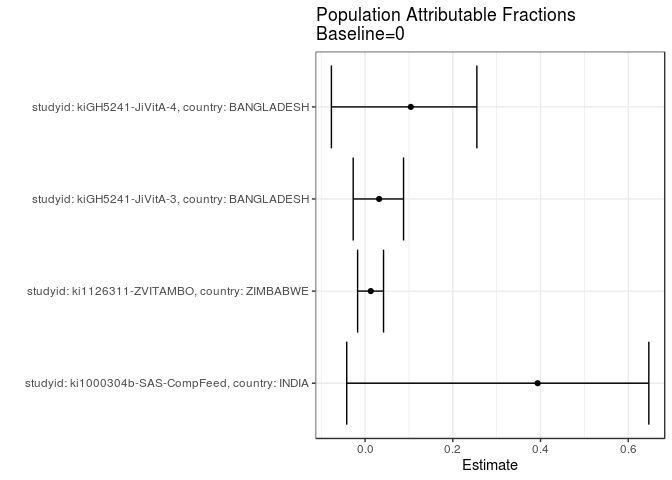 Population Attributable Fractions
Baseline=0
studyid: kiGH5241-JiVitA-4, country: BANGLADESH
studyid: kiGH5241-JiVitA-3, country: BANGLADESH
studyid: ki1126311-ZVITAMBO, country: ZIMBABWE
studyid: ki1000304b-SAS-CompFeed, country: INDIA
0.0 0.2 0.4 0.6
Estimate